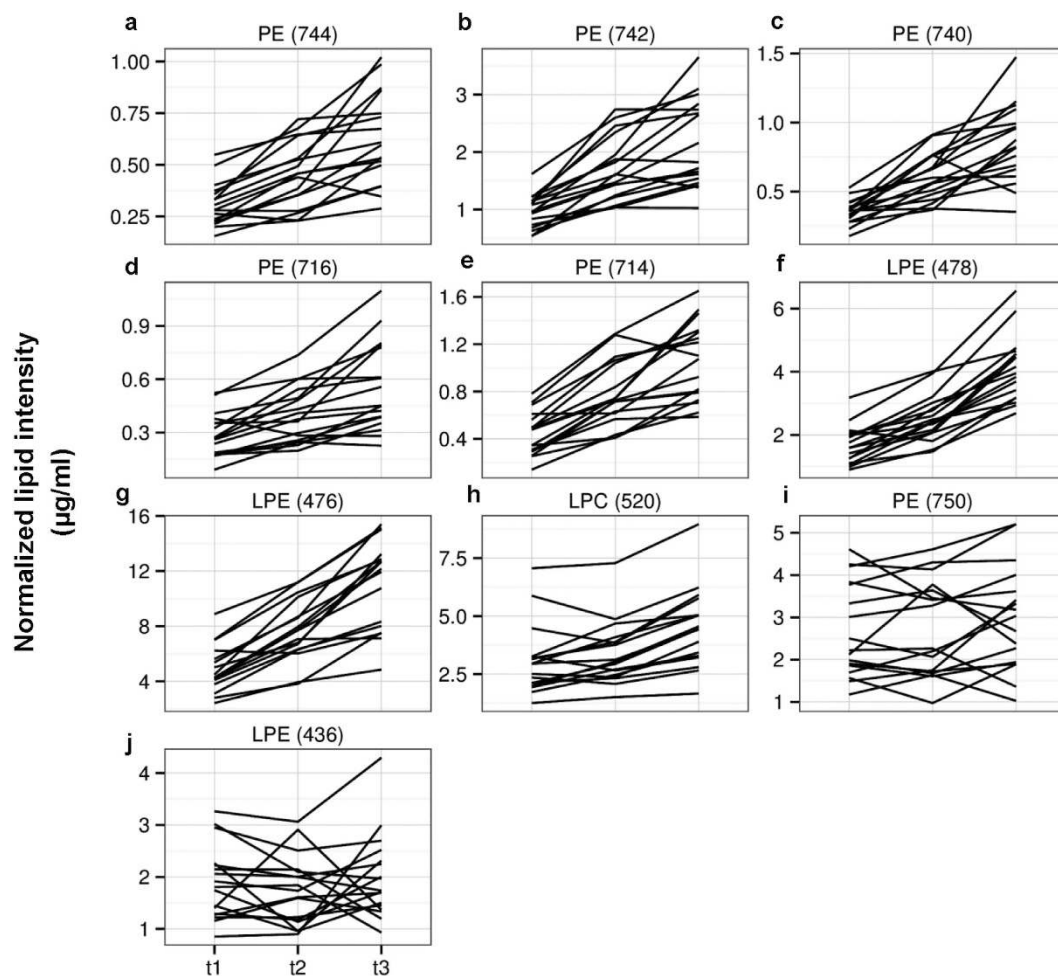 a PE (744)
1.00
0.75
0.50
0.25
b PE (742)
3
2
1
c PE (740)
1.5
1.0
0.5
d PE (716)
0.9
0.6
0.3
e PE (714)
1.6
1.2
0.8
0.4
f LPE (478)
6
4
2
g LPE (476)
16
12
8
4
h LPC (520)
7.5
5.0
2.5
i PE (750)
5
4
3
2
1
j LPE (436)
4
3
2
1
t1 t2 t3
Normalized lipid intensity
(µg/ml)